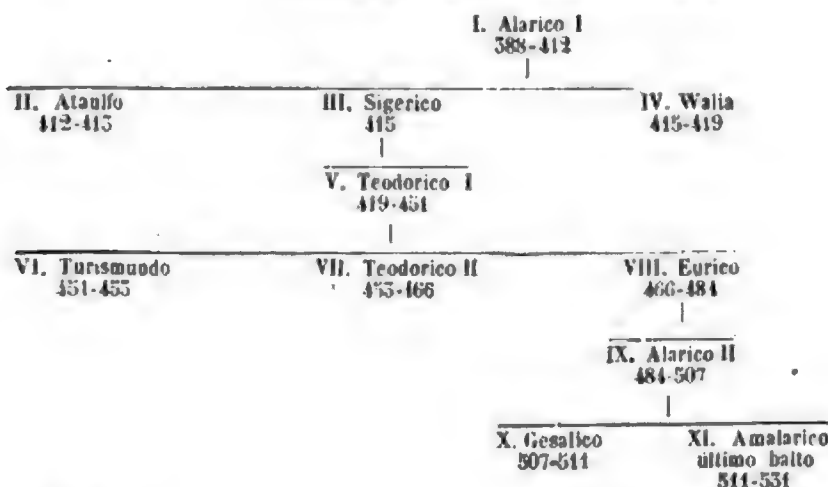 I. Alarico I
388-412
II. Ataulfo III. Sigerico IV. Walia
412-415 415 415-419
V. Teodorico I
419-451
VI. Turismundo VII. Teodorico II VIII. Eurico
451-453 453-466 466-484
IX. Alarico II
484-507
X. Gesalico XI. Amalarico
último balto
507-511 511-531